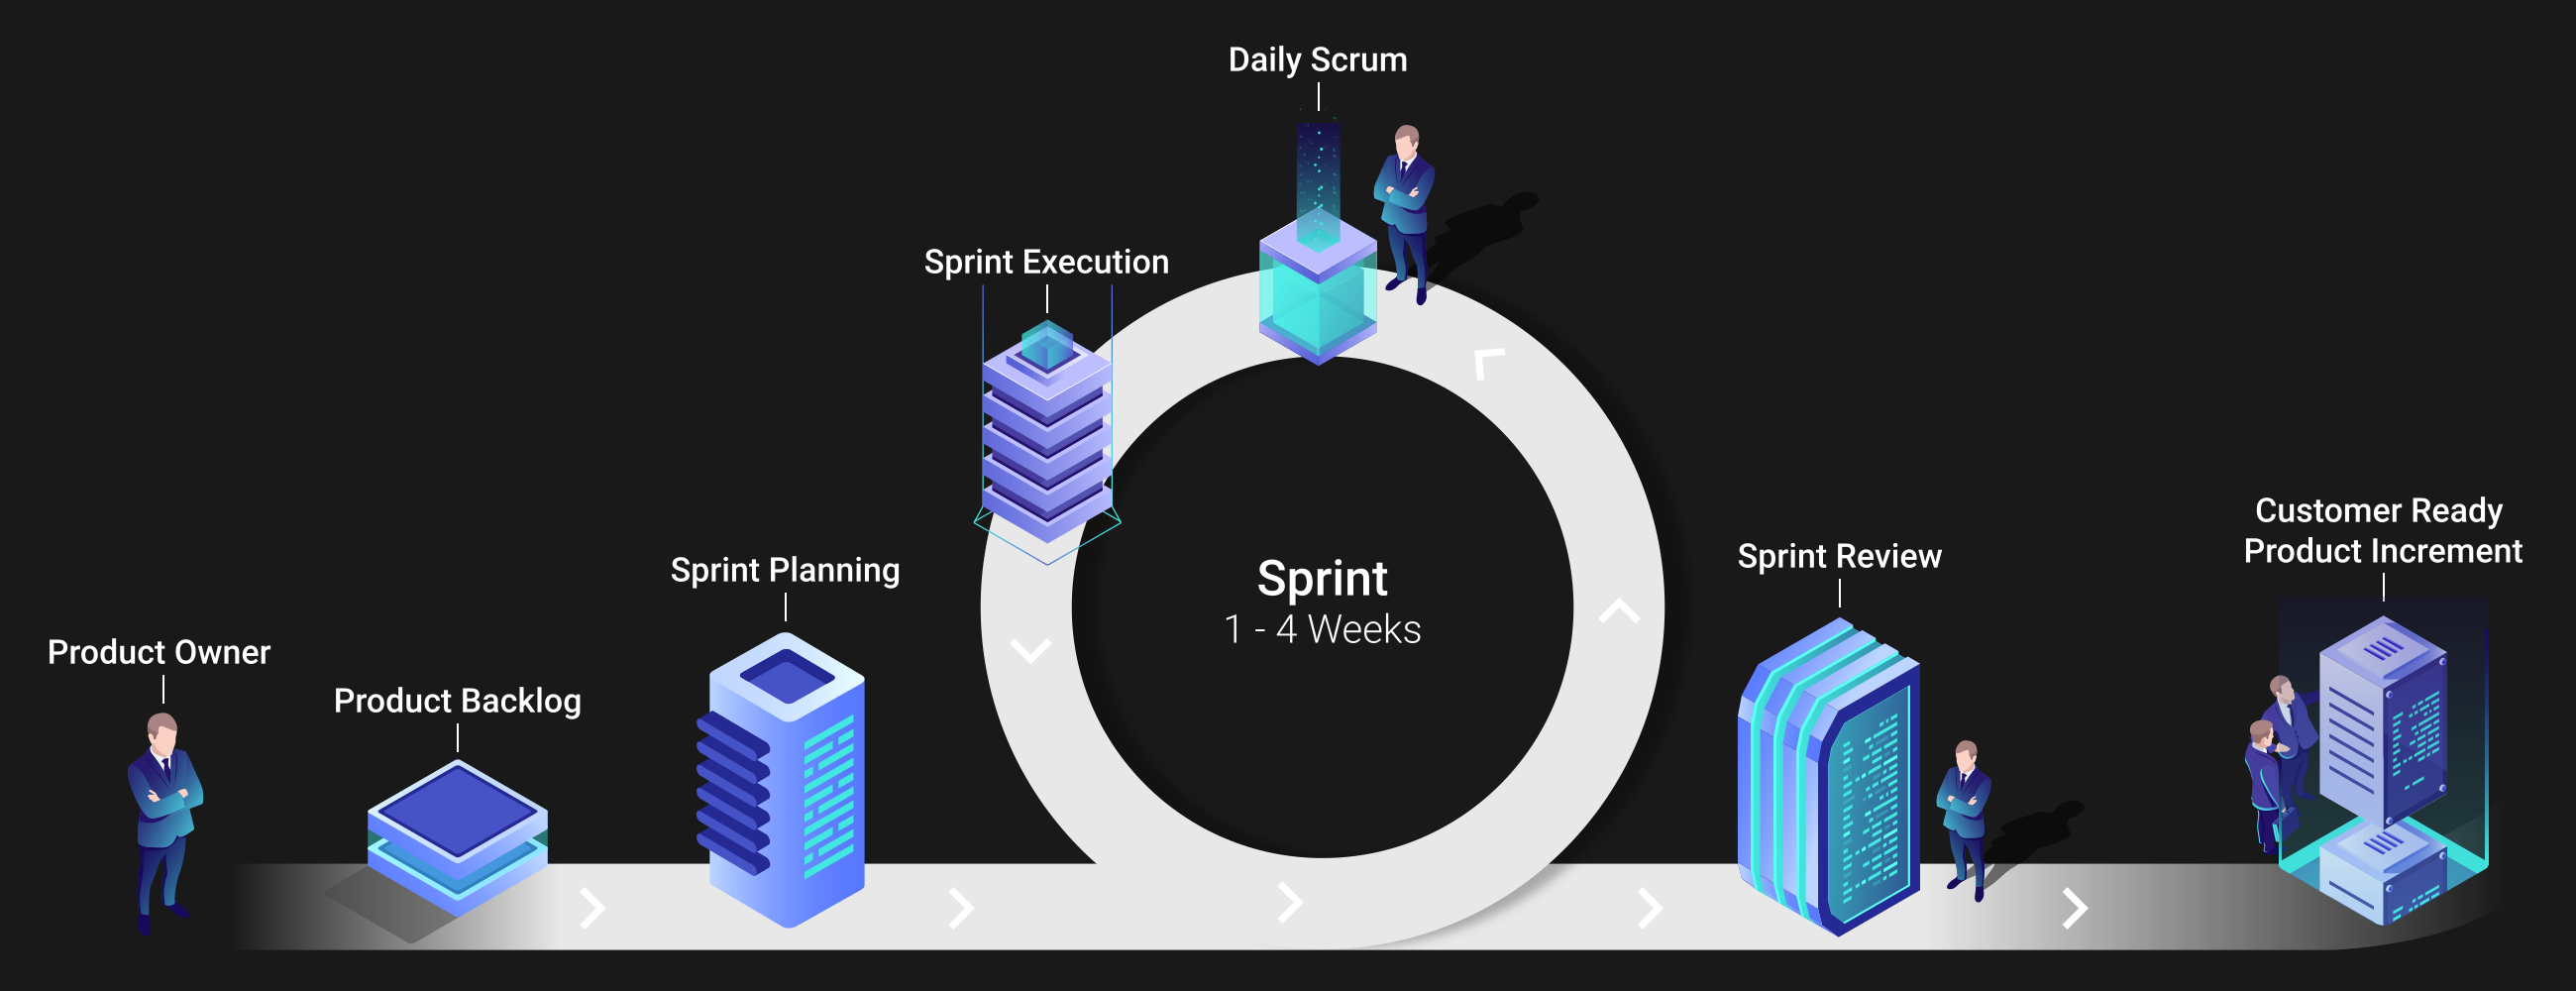 Daily Scrum
Sprint Execution
Customer Ready
Product Increment
Sprint Review
Sprint Planning
Sprint
1 - 4 Weeks
Product Owner
Product Backlog